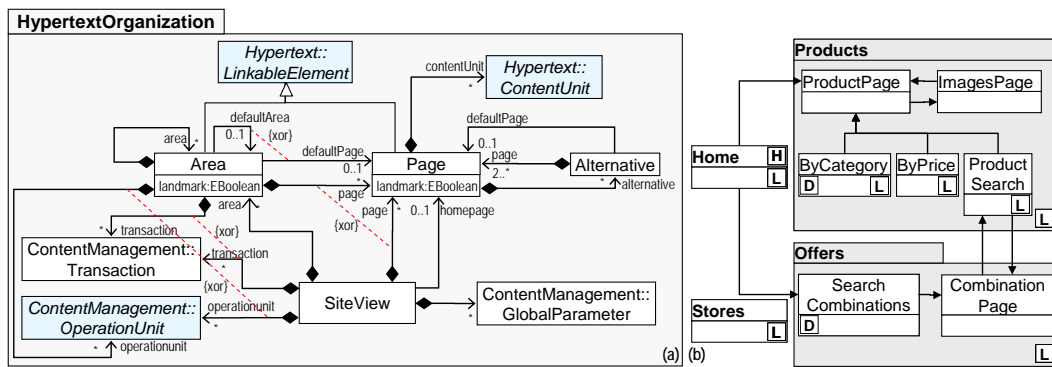 HypertextOrganization
Hypertext::
LinkableElement
contentUnit
*
Hypertext::
ContentUnit
defaultArea
0..1
{xor}
area
*
defaultPage
0..1
defaultPage
0..1
page
2..*
Area
landmark:EBoolean
Page
landmark:EBoolean
Alternative
*
alternative
*
page
area
*
page
*
0..1
homepage
{xor}
*
transaction
{xor}
ContentManagement::
Transaction
transaction
*
{xor}
SiteView
ContentManagement::
GlobalParameter
*
ContentManagement::
OperationUnit
operationunit
*
*
operationunit
(a)
(b)
Products
ProductPage
ImagesPage
Home
H
L
ByCategory
D
L
ByPrice
L
Product
Search
L
L
Offers
Search
Combinations
D
Combination
Page
L
Stores
L